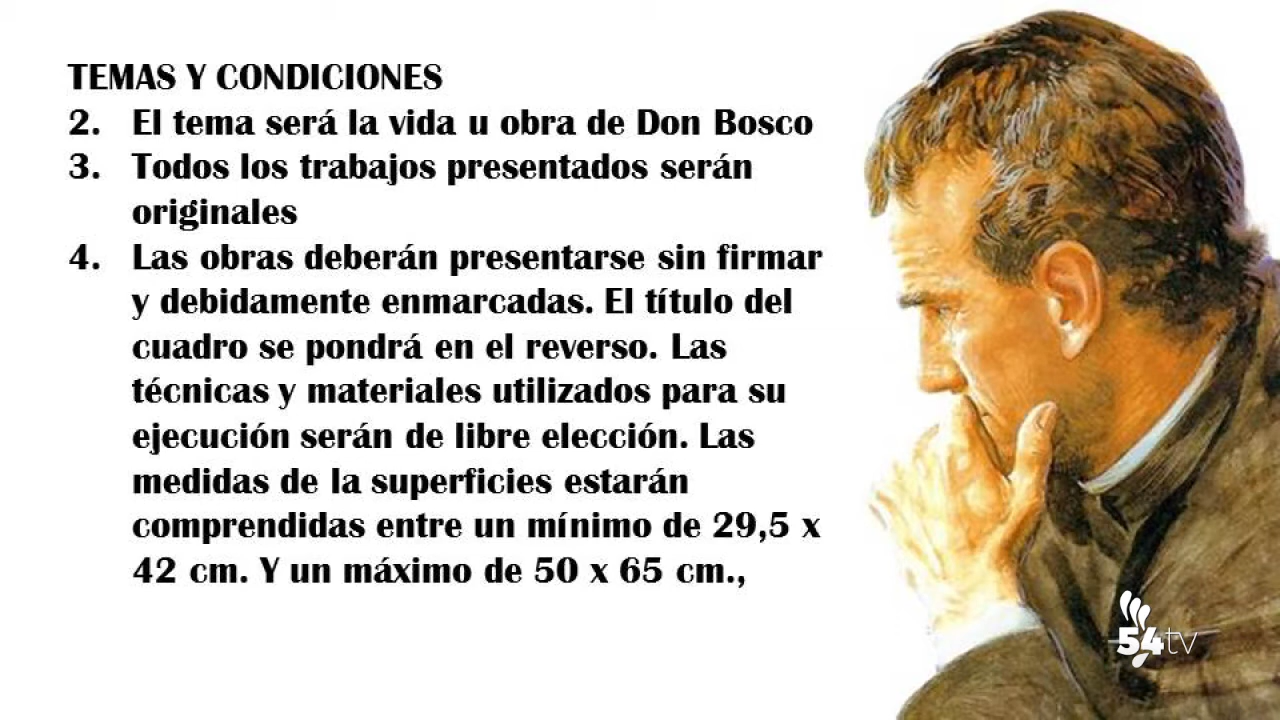 TEMAS Y CONDICIONES
2. El tema será la vida u obra de Don Bosco
3. Todos los trabajos presentados serán
originales
4. Las obras deberán presentarse sin firmar
y debidamente enmarcadas. El título del
cuadro se pondrá en el reverso. Las
técnicas y materiales utilizados para su
ejecución serán de libre elección. Las
medidas de la superficies estarán
comprendidas entre un mínimo de 29,5 x
42 cm. Y un máximo de 50 x 65 cm.,
54tv